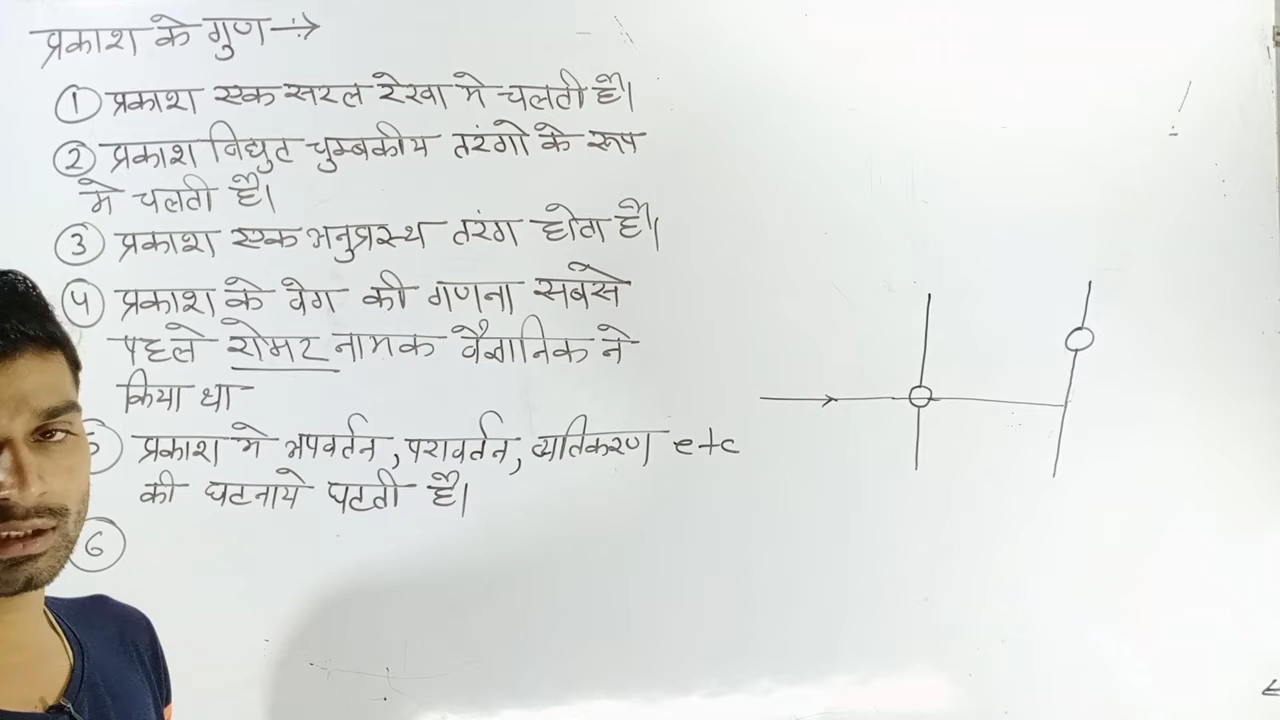 प्रकाश के गुण →
① प्रकाश एक सरल रेखा मे चलती है।
② प्रकाश विधुत चुम्बकीय तरंगो के रूप
मे चलती है।
③ प्रकाश एक अनुप्रस्थ तरंग होता है।
④ प्रकाश के वेग की गणना सबसे
पहले रोमर नामक वैज्ञानिक ने
किया था
⑤ प्रकाश मे अपवर्तन, परावर्तन, व्यतिकरण etc
की घटनाये घटती है।
⑥